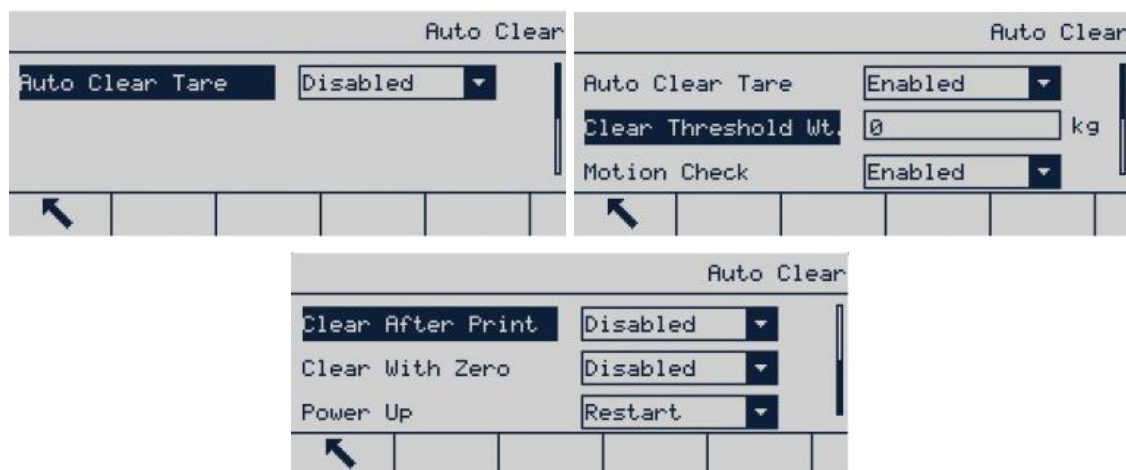 Auto Clear
Auto Clear Tare Disabled
Auto Clear
Auto Clear Tare Enabled
Clear Threshold Wt. 0 kg
Motion Check Enabled
Auto Clear
Clear After Print Disabled
Clear With Zero Disabled
Power Up Restart